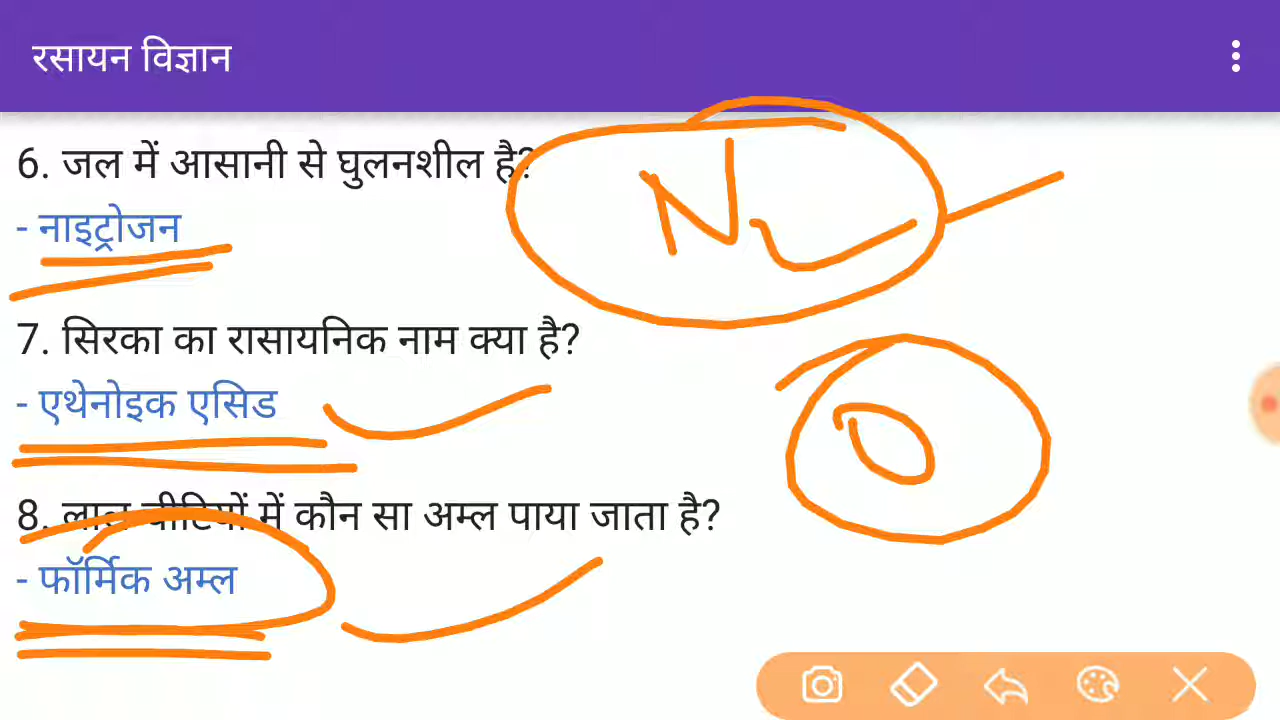 रसायन विज्ञान
6. जल में आसानी से घुलनशील है?
- नाइट्रोजन
N
7. सिरका का रासायनिक नाम क्या है?
- एथेनोइक एसिड
8. लाल चीटियों में कौन सा अम्ल पाया जाता है?
- फॉर्मिक अम्ल